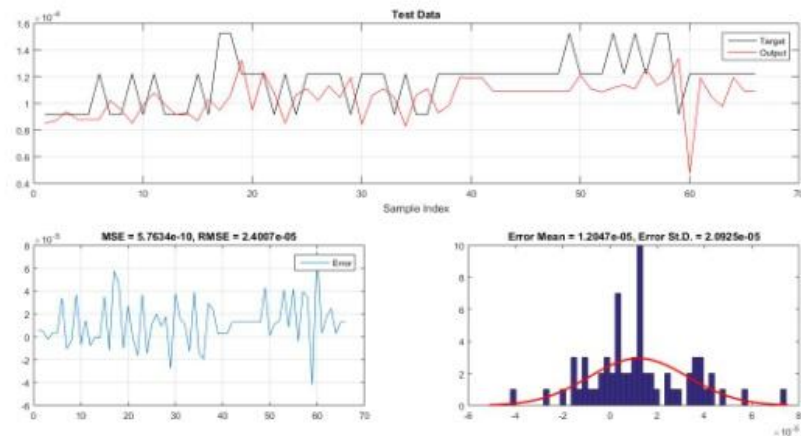 Test Data
1.6
1.4
1.2
1
0.8
0.6
0.4
0 10 20 30 40 50 60 70
Target
Output
Sample Index
MSE = 5.7634e-10, RMSE = 2.4007e-05
× 10⁻⁵
8
6
4
2
0
-2
-4
-6
0 10 20 30 40 50 60 70
Error
Error Mean = 1.2047e-05, Error St.D. = 2.0925e-05
10
8
6
4
2
0
-6 -4 -2 0 2 4 6 8